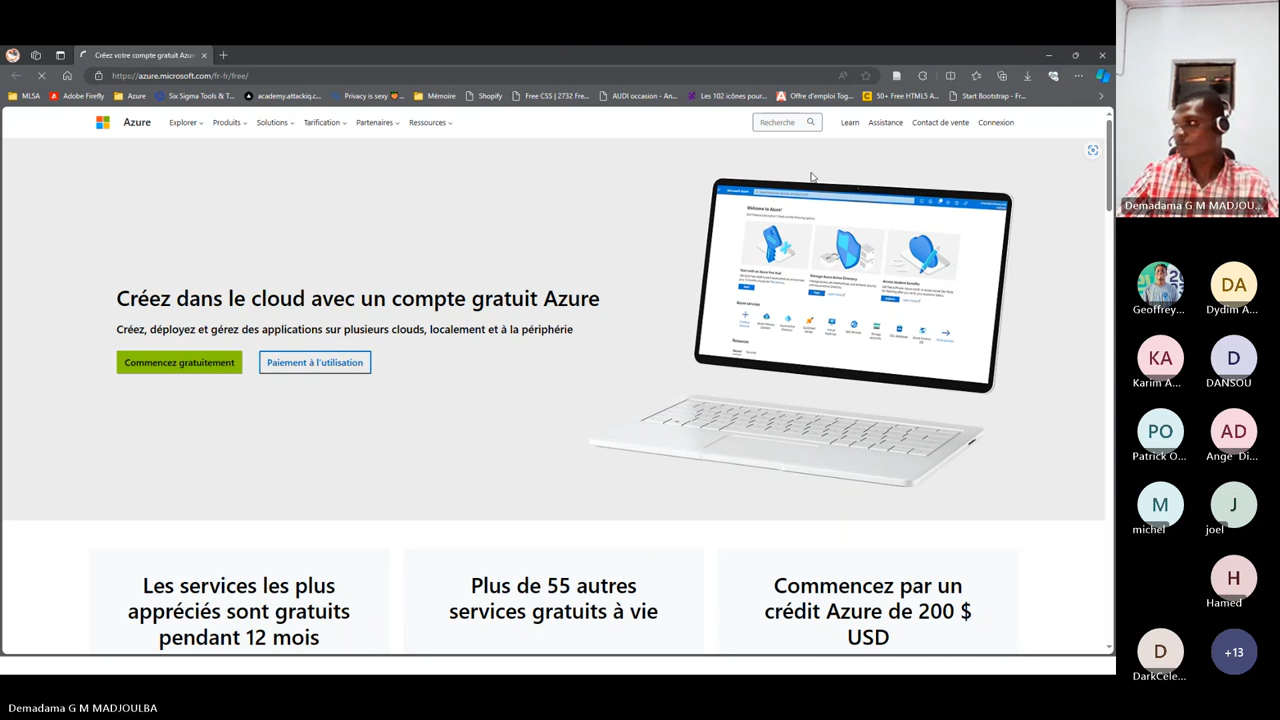 Créez votre compte gratuit Azur
https://azure.microsoft.com/fr-fr/free/
MLSA
Adobe Firefly
Azure
Six Sigma Tools & T...
academy.attackiq.c...
Privacy is sexy
Mémoire
Shopify
Free CSS | 2732 Fre...
AUDI occasion - An...
Les 102 icônes pour...
Offre d'emploi Tog...
50+ Free HTML5 A...
Start Bootstrap - Fr...
Azure
Explorer
Produits
Solutions
Tarification
Partenaires
Ressources
Recherche
Learn
Assistance
Contact de vente
Connexion
Créez dans le cloud avec un compte gratuit Azure
Créez, déployez et gérez des applications sur plusieurs clouds, localement et à la périphérie
Commencez gratuitement
Paiement à l'utilisation
Welcome to Azure!
Les services les plus
appréciés sont gratuits
pendant 12 mois
Plus de 55 autres
services gratuits à vie
Commencez par un
crédit Azure de 200 $
USD
Demadama G M MADJOU...
Geoffrey...
DA
Dydim A...
KA
Karim A...
D
DANSOU
PO
Patrick O...
AD
Ange Di...
M
michel
J
joel
H
Hamed
D
DarkCele...
+13
Demadama G M MADJOULBA